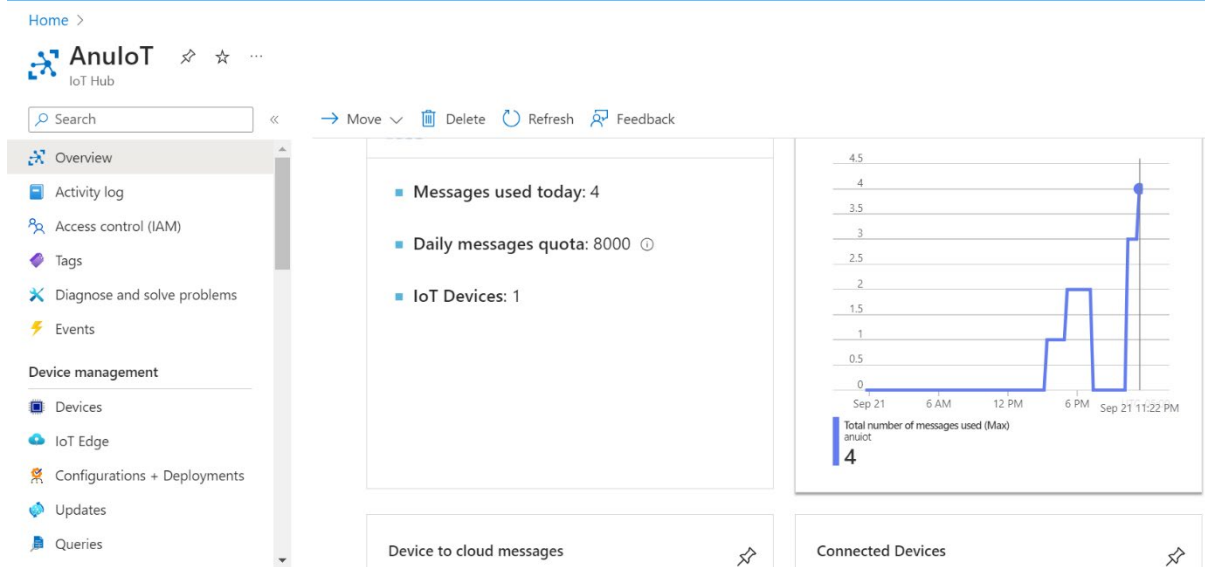 Home >
AnuIoT
IoT Hub
Search
Move
Delete
Refresh
Feedback
Overview
Activity log
Access control (IAM)
Tags
Diagnose and solve problems
Events
Device management
Devices
IoT Edge
Configurations + Deployments
Updates
Queries
Messages used today: 4
Daily messages quota: 8000
IoT Devices: 1
4.5
4
3.5
3
2.5
2
1.5
1
0.5
0
Sep 21 6 AM 12 PM 6 PM Sep 21 11:22 PM
Total number of messages used (Max)
anuiot
4
Device to cloud messages
Connected Devices